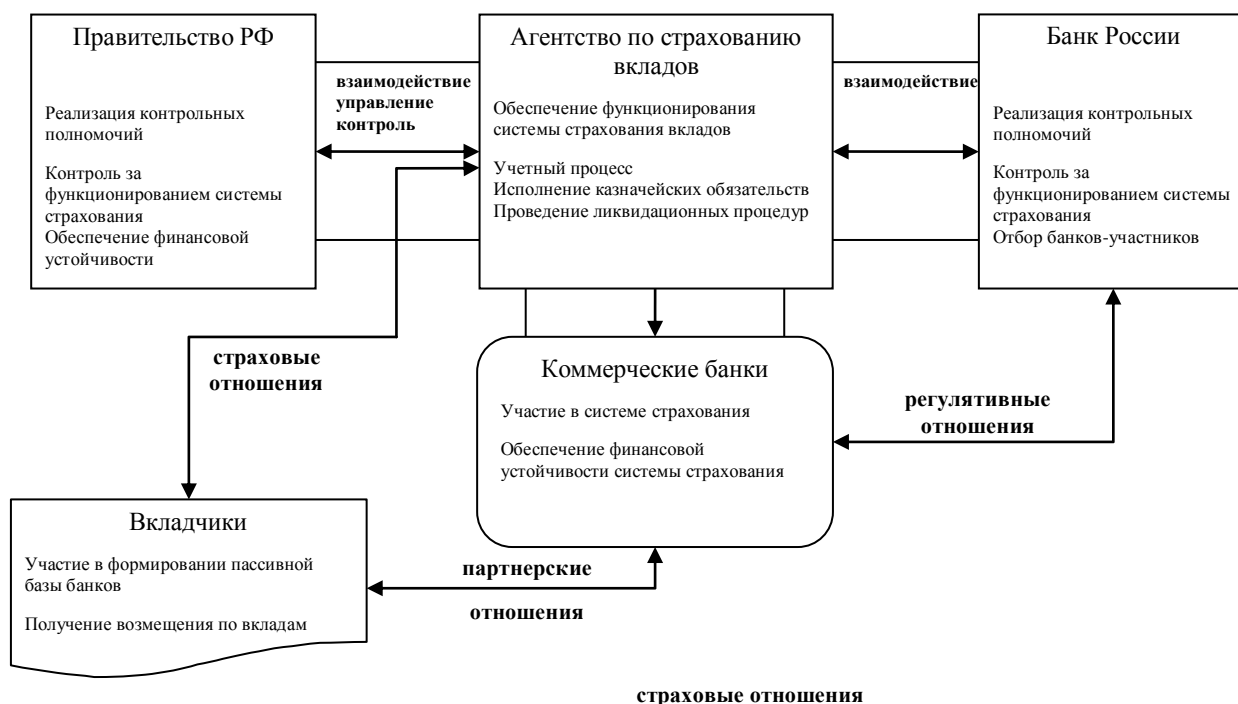 Правительство РФ
Реализация контрольных
полномочий
Контроль за
функционированием системы
страхования
Обеспечение финансовой
устойчивости
взаимодействие
управление
контроль
Агентство по страхованию
вкладов
Обеспечение функционирования
системы страхования вкладов
Учетный процесс
Исполнение казначейских обязательств
Проведение ликвидационных процедур
взаимодействие
Банк России
Реализация контрольных
полномочий
Контроль за
функционированием системы
страхования
Отбор банков-участников
страховые
отношения
Коммерческие банки
Участие в системе страхования
Обеспечение финансовой
устойчивости системы страхования
регулятивные
отношения
Вкладчики
Участие в формировании пассивной
базы банков
Получение возмещения по вкладам
партнерские
отношения
страховые отношения